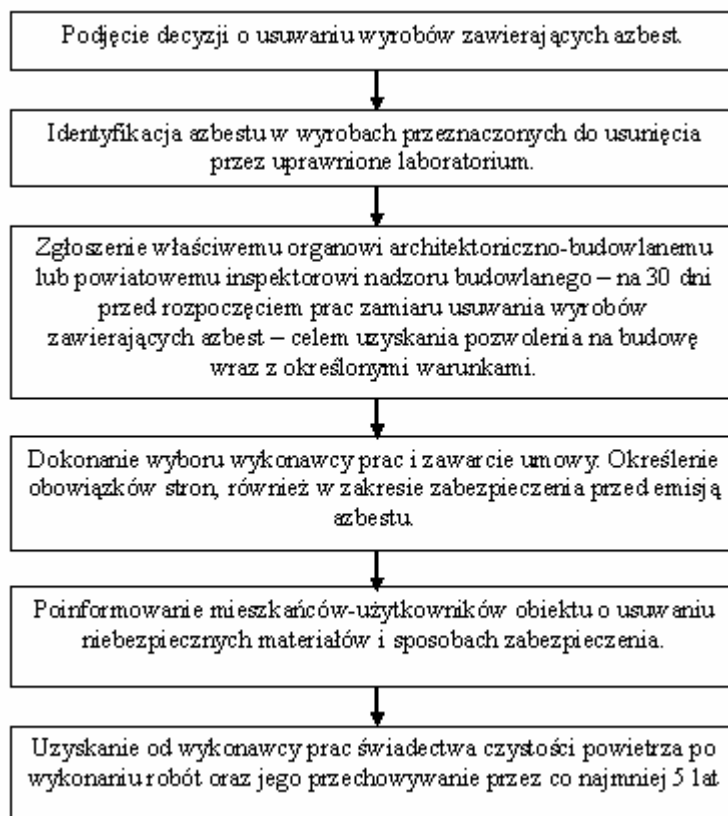 Podjęcie decyzji o usuwaniu wyrobów zawierających azbest.
Identyfikacja azbestu w wyrobach przeznaczonych do usunięcia
przez uprawnione laboratorium.
Zgłoszenie właściwemu organowi architektoniczno-budowlanemu
lub powiatowemu inspektorowi nadzoru budowlanego – na 30 dni
przed rozpoczęciem prac zamiaru usuwania wyrobów
zawierających azbest – celem uzyskania pozwolenia na budowę
wraz z określonymi warunkami.
Dokonanie wyboru wykonawcy prac i zawarcie umowy. Określenie
obowiązków stron, również w zakresie zabezpieczenia przed emisją
azbestu.
Poinformowanie mieszkańców-użytkowników obiektu o usuwaniu
niebezpiecznych materiałów i sposobach zabezpieczenia.
Uzyskanie od wykonawcy prac świadectwa czystości powietrza po
wykonaniu robót oraz jego przechowywanie przez co najmniej 5 lat